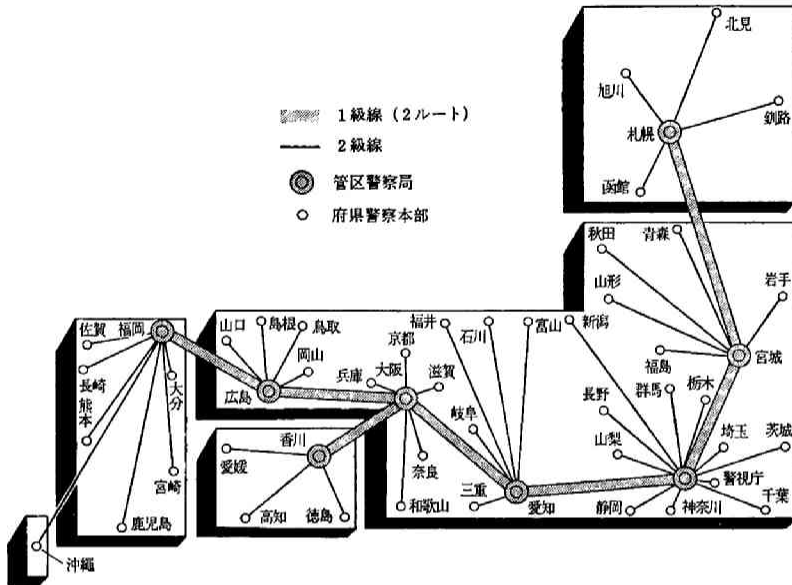 北見
旭川
釧路
札幌
函館
1級線(2ルート)
2級線
管区警察局
府県警察本部
秋田
青森
山形
岩手
新潟
福島
宮城
群馬
栃木
長野
山梨
埼玉
茨城
警視庁
静岡
神奈川
千葉
佐賀
福岡
長崎
熊本
大分
宮崎
鹿児島
沖縄
山口
島根
鳥取
岡山
広島
京都
兵庫
大阪
滋賀
奈良
和歌山
福井
石川
富山
岐阜
三重
愛知
香川
愛媛
高知
徳島